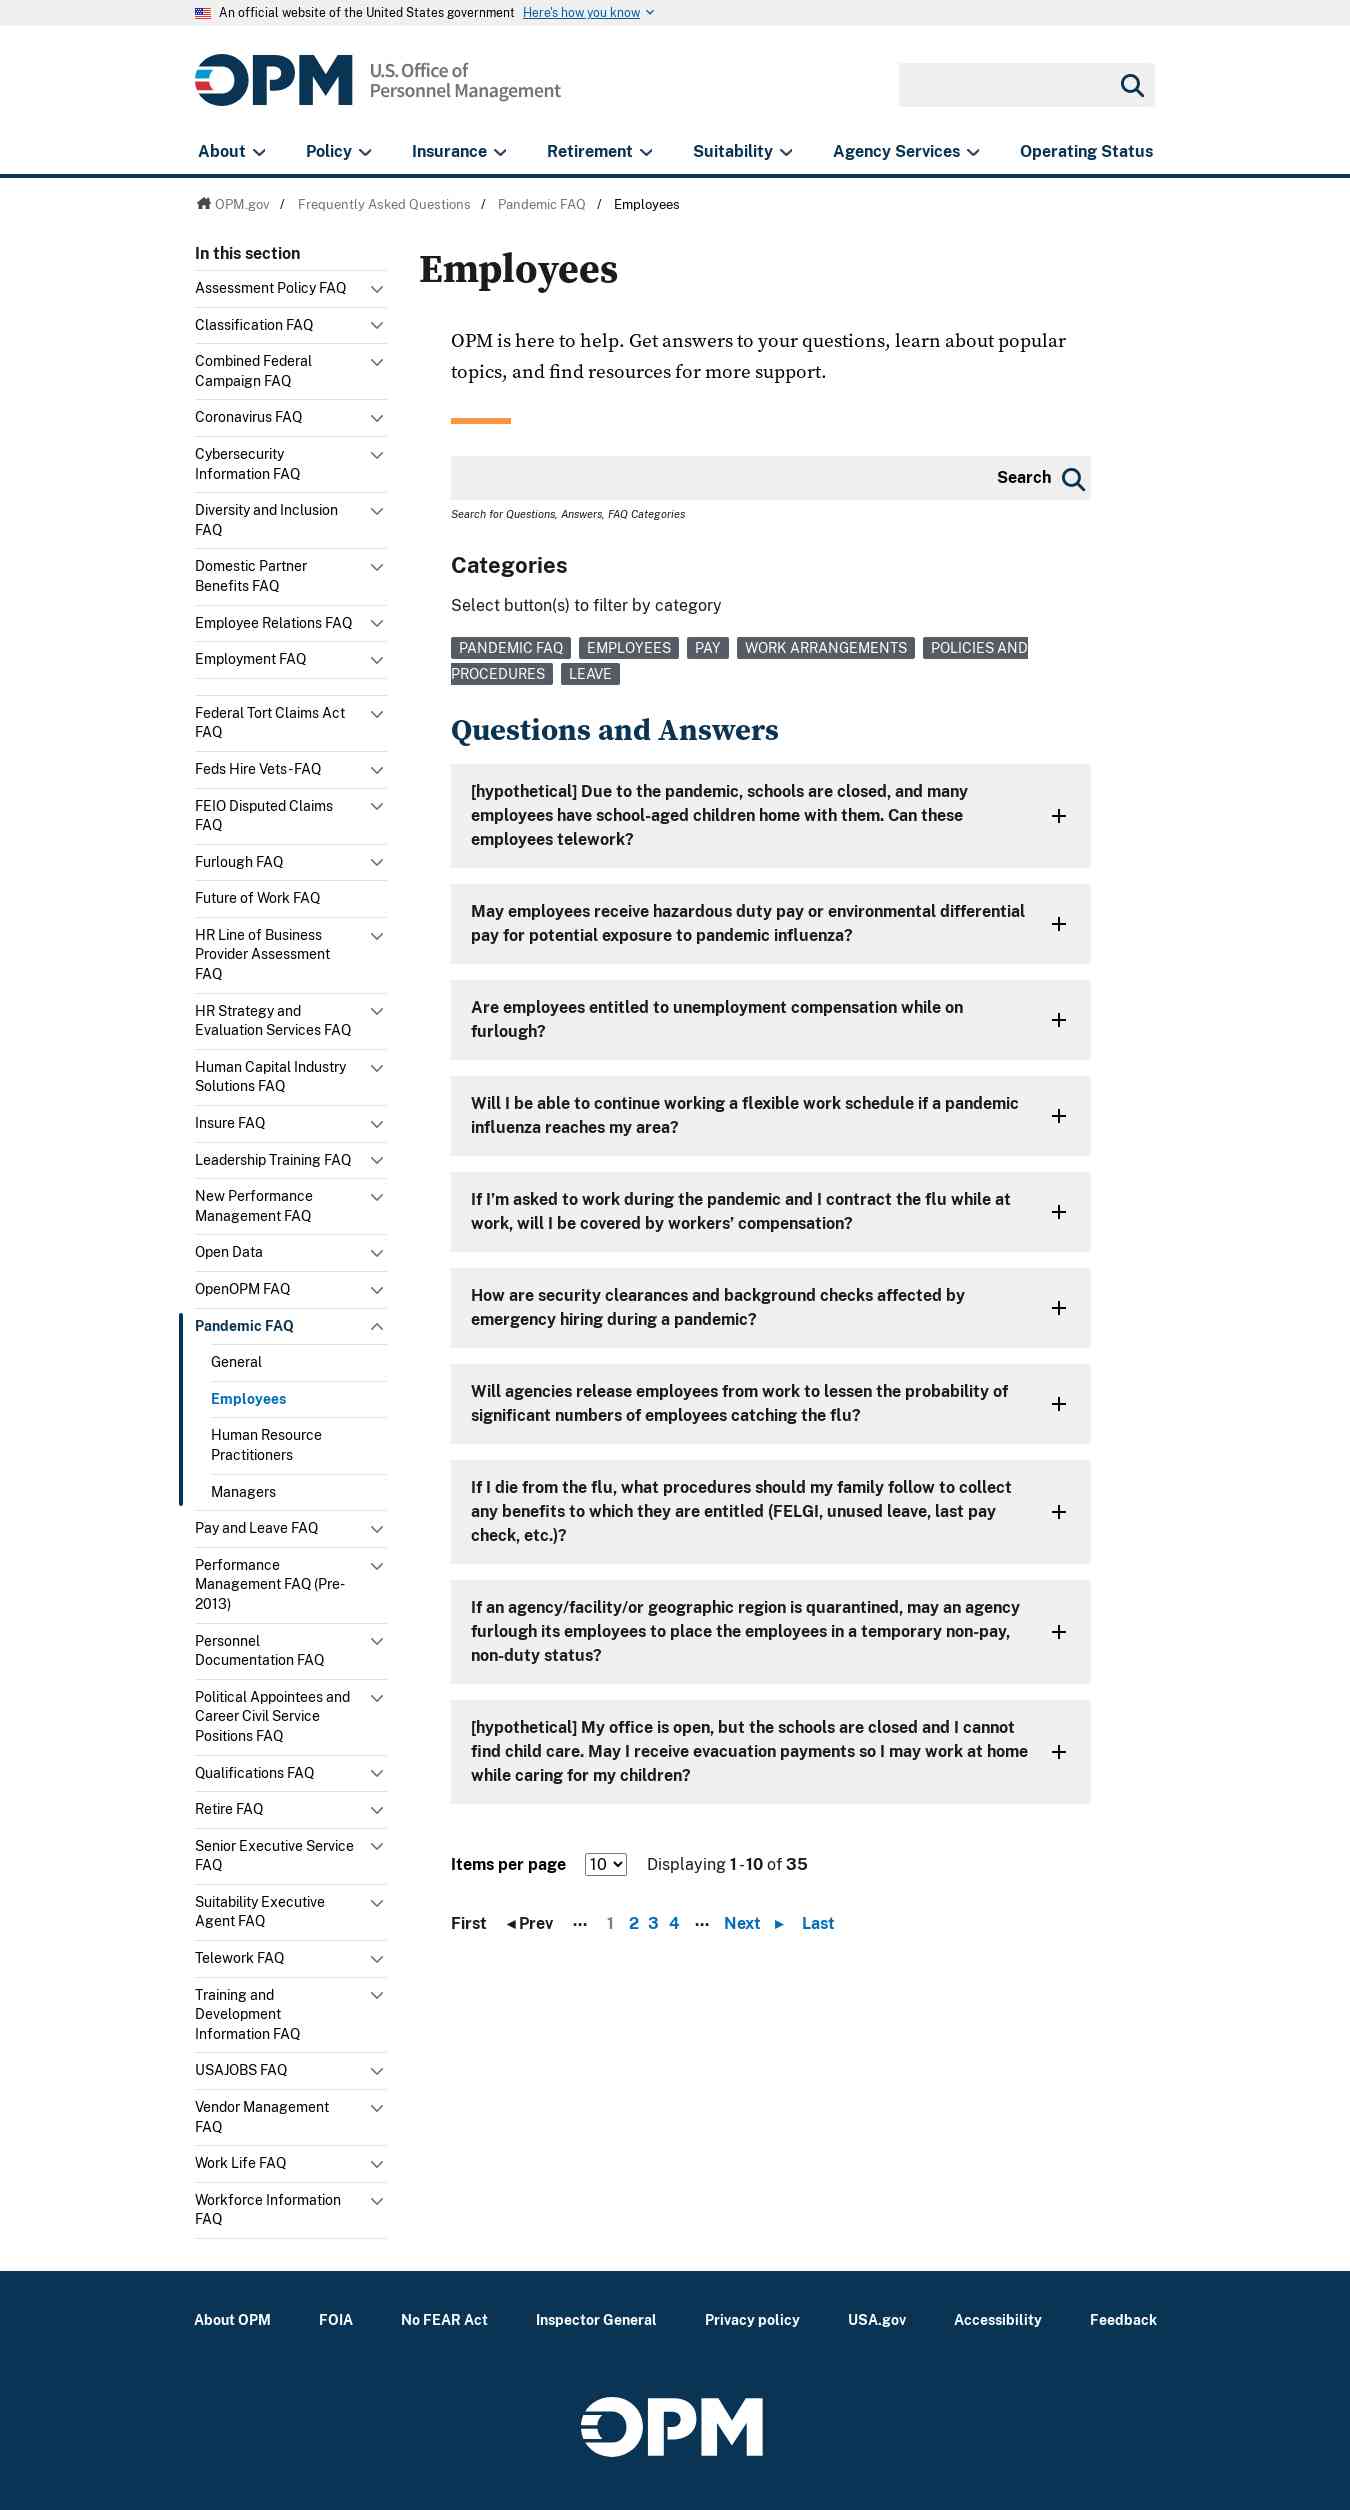 An official website of the United States government Here's how you know
OPM U.S. Office of
Personnel Management
About Policy Insurance Retirement Suitability Agency Services Operating Status
OPM.gov / Frequently Asked Questions / Pandemic FAQ / Employees
In this section
Assessment Policy FAQ
Classification FAQ
Combined Federal
Campaign FAQ
Coronavirus FAQ
Cybersecurity
Information FAQ
Diversity and Inclusion
FAQ
Domestic Partner
Benefits FAQ
Employee Relations FAQ
Employment FAQ
Federal Tort Claims Act
FAQ
Feds Hire Vets - FAQ
FEIO Disputed Claims
FAQ
Furlough FAQ
Future of Work FAQ
HR Line of Business
Provider Assessment
FAQ
HR Strategy and
Evaluation Services FAQ
Human Capital Industry
Solutions FAQ
Insure FAQ
Leadership Training FAQ
New Performance
Management FAQ
Open Data
OpenOPM FAQ
Pandemic FAQ
General
Employees
Human Resource
Practitioners
Managers
Pay and Leave FAQ
Performance
Management FAQ (Pre-
2013)
Personnel
Documentation FAQ
Political Appointees and
Career Civil Service
Positions FAQ
Qualifications FAQ
Retire FAQ
Senior Executive Service
FAQ
Suitability Executive
Agent FAQ
Telework FAQ
Training and
Development
Information FAQ
USAJOBS FAQ
Vendor Management
FAQ
Work Life FAQ
Workforce Information
FAQ
Employees
OPM is here to help. Get answers to your questions, learn about popular
topics, and find resources for more support.
Search
Search for Questions, Answers, FAQ Categories
Categories
Select button(s) to filter by category
PANDEMIC FAQ EMPLOYEES PAY WORK ARRANGEMENTS POLICIES AND
PROCEDURES LEAVE
Questions and Answers
[hypothetical] Due to the pandemic, schools are closed, and many
employees have school-aged children home with them. Can these
employees telework?
May employees receive hazardous duty pay or environmental differential
pay for potential exposure to pandemic influenza?
Are employees entitled to unemployment compensation while on
furlough?
Will I be able to continue working a flexible work schedule if a pandemic
influenza reaches my area?
If I’m asked to work during the pandemic and I contract the flu while at
work, will I be covered by workers’ compensation?
How are security clearances and background checks affected by
emergency hiring during a pandemic?
Will agencies release employees from work to lessen the probability of
significant numbers of employees catching the flu?
If I die from the flu, what procedures should my family follow to collect
any benefits to which they are entitled (FELGI, unused leave, last pay
check, etc.)?
If an agency/facility/or geographic region is quarantined, may an agency
furlough its employees to place the employees in a temporary non-pay,
non-duty status?
[hypothetical] My office is open, but the schools are closed and I cannot
find child care. May I receive evacuation payments so I may work at home
while caring for my children?
Items per page 10 Displaying 1 - 10 of 35
First ◂ Prev ··· 1 2 3 4 ··· Next ▸ Last
About OPM FOIA No FEAR Act Inspector General Privacy policy USA.gov Accessibility Feedback
OPM